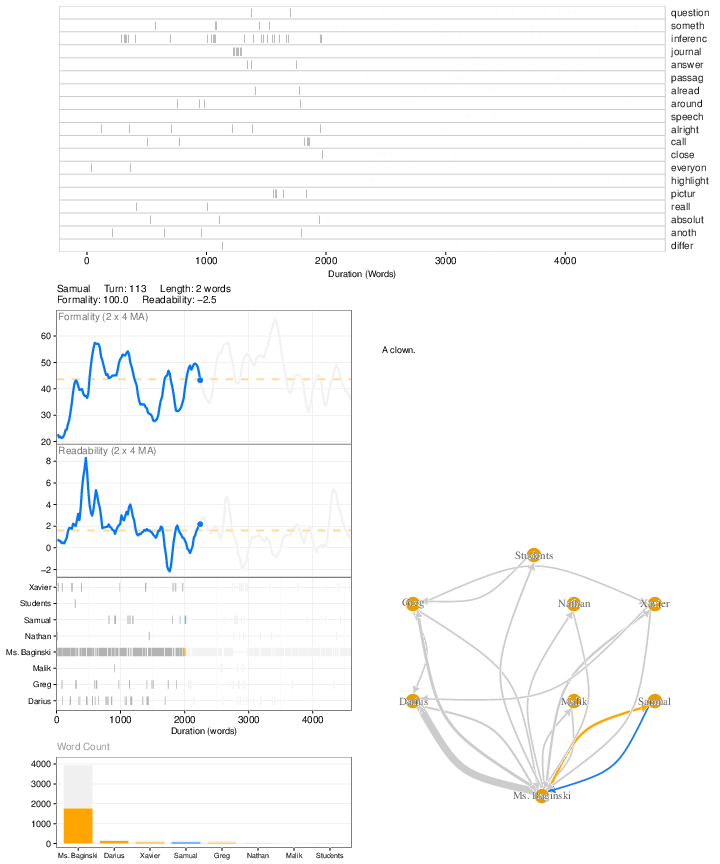 question
someth
inferenc
journal
answer
passag
alread
around
speech
alright
call
close
everyon
highlight
pictur
reall
absolut
anoth
differ
0 1000 2000 3000 4000
Duration (Words)
Samual Turn: 113 Length: 2 words
Formality: 100.0 Readability: −2.5
Formality (2 x 4 MA)
60
50
40
30
20
A clown.
Readability (2 x 4 MA)
8
6
4
2
0
−2
Xavier
Students
Samual
Nathan
Ms. Baginski
Malik
Greg
Darius
0 1000 2000 3000 4000
Duration (words)
Students
Greg Nathan Xavier
Darius Malik Samual
Ms. Baginski
Word Count
4000
3000
2000
1000
0
Ms. Baginski Darius Xavier Samual Greg Nathan Malik Students